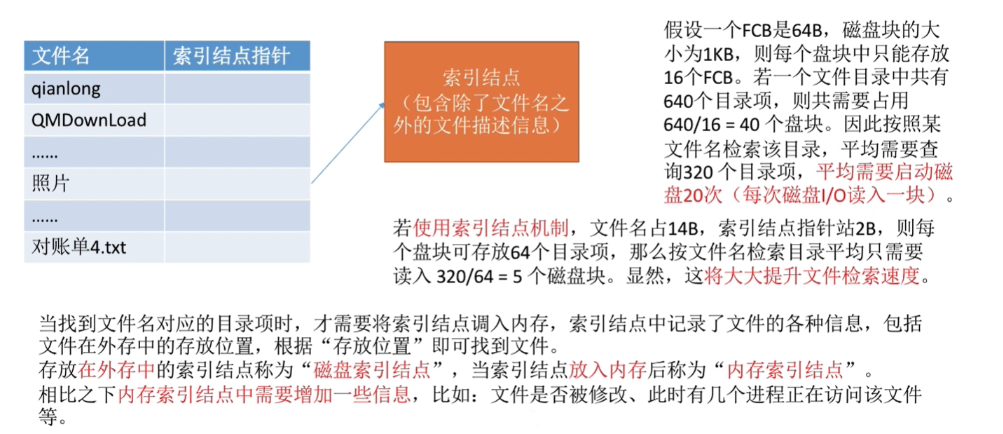 文件名 索引结点指针
qianlong
QMDownLoad
……
照片
……
对账单4.txt
索引结点
（包含除了文件名之
外的文件描述信息）
假设一个FCB是64B，磁盘块的大
小为1KB，则每个盘块中只能存放
16个FCB。若一个文件目录中共有
640个目录项，则共需要占用
640/16 = 40 个盘块。因此按照某
文件名检索该目录，平均需要查
询320 个目录项，平均需要启动磁
盘20次（每次磁盘I/O读入一块）。
若使用索引结点机制，文件名占14B，索引结点指针站2B，则每
个盘块可存放64个目录项，那么按文件名检索目录平均只需要
读入 320/64 = 5 个磁盘块。显然，这将大大提升文件检索速度。
当找到文件名对应的目录项时，才需要将索引结点调入内存，索引结点中记录了文件的各种信息，包括
文件在外存中的存放位置，根据“存放位置”即可找到文件。
存放在外存中的索引结点称为“磁盘索引结点”，当索引结点放入内存后称为“内存索引结点”。
相比之下内存索引结点中需要增加一些信息，比如：文件是否被修改、此时有几个进程正在访问该文件
等。